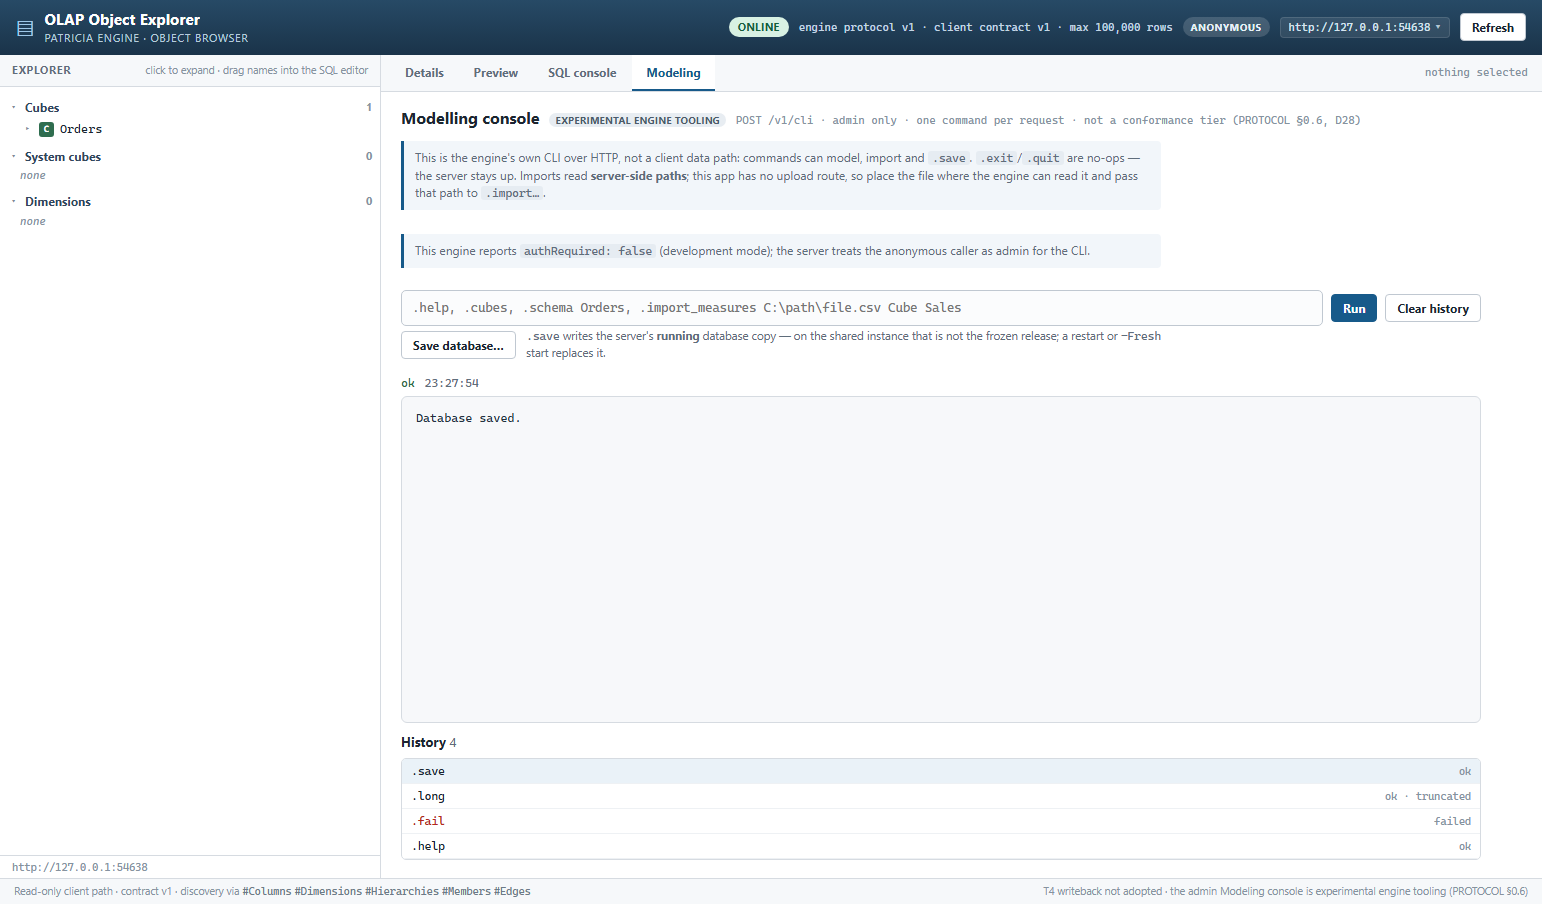 OLAP Object Explorer
PATRICIA ENGINE · OBJECT BROWSER
ONLINE engine protocol v1 · client contract v1 · max 100,000 rows ANONYMOUS http://127.0.0.1:54638 Refresh
EXPLORER click to expand · drag names into the SQL editor
Details Preview SQL console Modeling nothing selected
Cubes 1
C Orders
System cubes 0
none
Dimensions 0
none
Modelling console EXPERIMENTAL ENGINE TOOLING POST /v1/cli · admin only · one command per request · not a conformance tier (PROTOCOL §0.6, D28)
This is the engine's own CLI over HTTP, not a client data path: commands can model, import and .save. .exit/.quit are no-ops —
the server stays up. Imports read server-side paths; this app has no upload route, so place the file where the engine can read it and pass
that path to .import….
This engine reports authRequired: false (development mode); the server treats the anonymous caller as admin for the CLI.
.help, .cubes, .schema Orders, .import_measures C:\path\file.csv Cube Sales
Run Clear history
Save database… .save writes the server's running database copy — on the shared instance that is not the frozen release; a restart or -Fresh
start replaces it.
ok 23:27:54
Database saved.
History 4
.save ok
.long ok · truncated
.fail failed
.help ok
http://127.0.0.1:54638
Read-only client path · contract v1 · discovery via #Columns #Dimensions #Hierarchies #Members #Edges
T4 writeback not adopted · the admin Modeling console is experimental engine tooling (PROTOCOL §0.6)